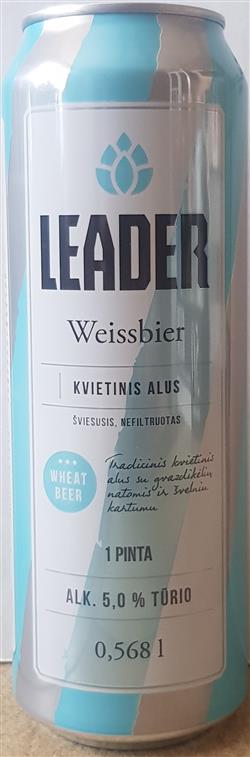 LEADER
Weissbier
KVIETINIS ALUS
ŠVIESUSIS, NEFILTRUOTAS
WHEAT
BEER
Tradicinis kvietinis
alus su gvazdikėlių
natomis ir švelniu
kartumu
1 PINTA
ALK. 5,0 % TŪRIO
0,568 l